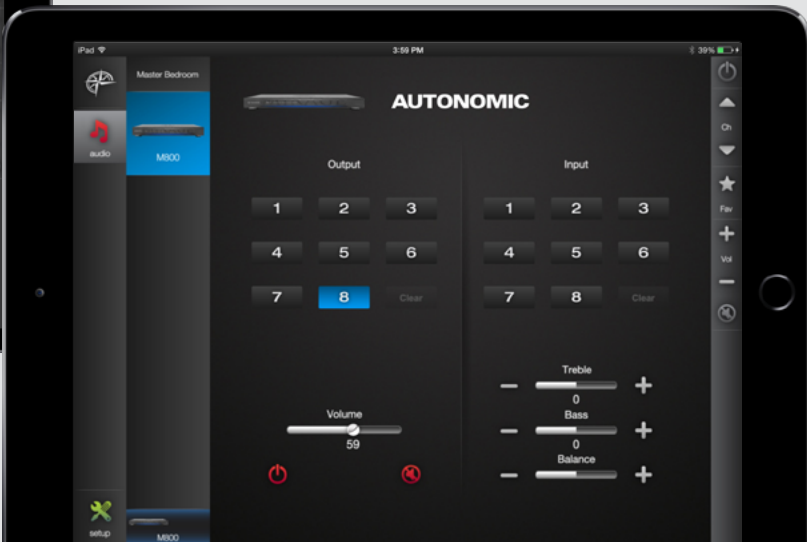 iPad 3:59 PM 39%
Master Bedroom
audio
M800
AUTONOMIC
Output Input
1 2 3 1 2 3
4 5 6 4 5 6
7 8 Clear 7 8 Clear
Volume
59
Treble
0
Bass
0
Balance
Ch
Fav
Vol
setup
M800